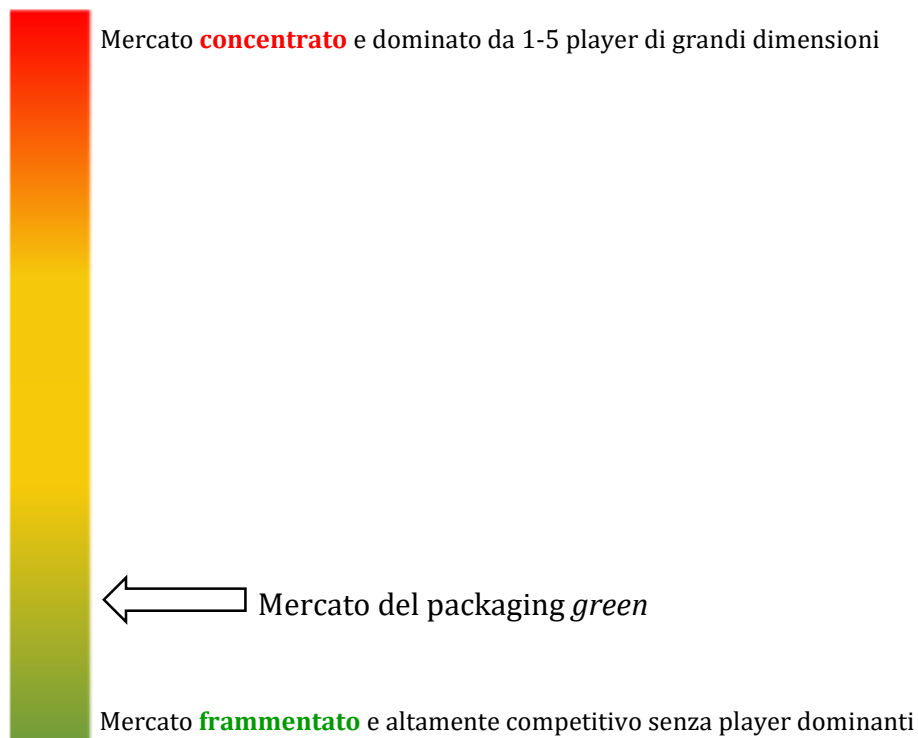 Mercato concentrato e dominato da 1-5 player di grandi dimensioni
Mercato del packaging green
Mercato frammentato e altamente competitivo senza player dominanti